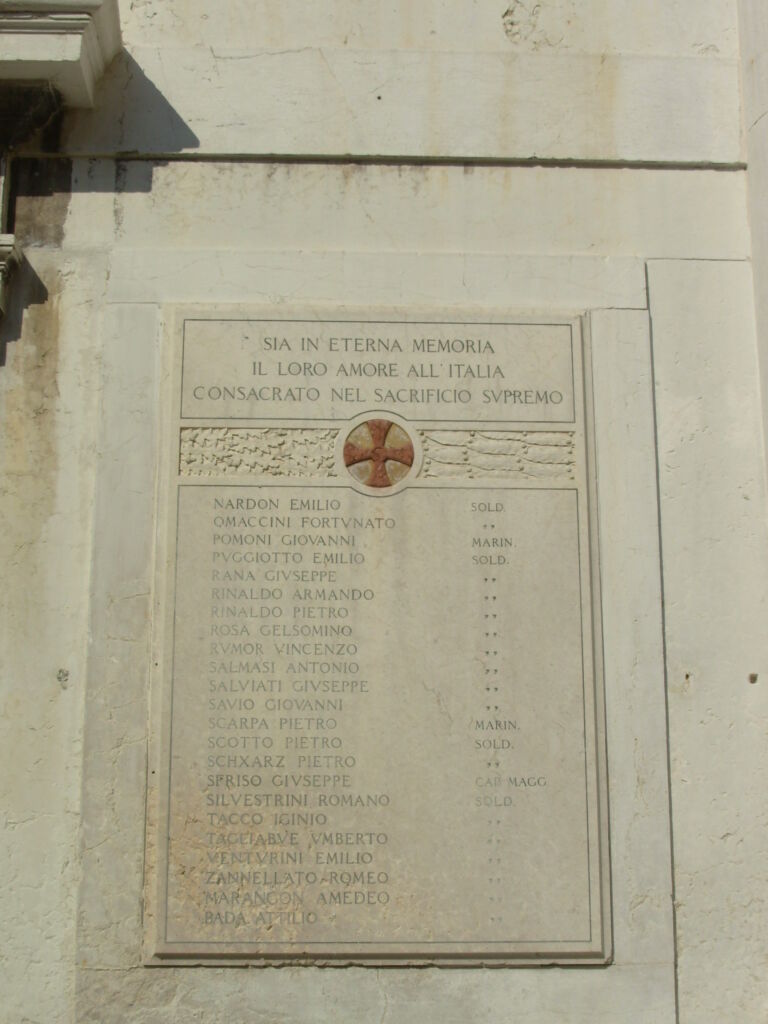 SIA IN ETERNA MEMORIA
IL LORO AMORE ALL'ITALIA
CONSACRATO NEL SACRIFICIO SVPREMO
NARDON EMILIO SOLD.
OMACCINI FORTVNATO ,,
POMONI GIOVANNI MARIN.
PVGGIOTTO EMILIO SOLD.
RANA GIVSEPPE ,,
RINALDO ARMANDO ,,
RINALDO PIETRO ,,
ROSA GELSOMINO ,,
RVMOR VINCENZO ,,
SALMASI ANTONIO ,,
SALVIATI GIVSEPPE ,,
SAVIO GIOVANNI ,,
SCARPA PIETRO MARIN.
SCOTTO PIETRO SOLD.
SCHXARZ PIETRO ,,
SFRISO GIVSEPPE CAP. MAGG.
SILVESTRINI ROMANO SOLD.
TACCO IGINIO ,,
TAGLIABVE VMBERTO ,,
VENTVRINI EMILIO ,,
ZANNELLATO ROMEO ,,
MARANGON AMEDEO ,,
BADA ATTILIO ,,